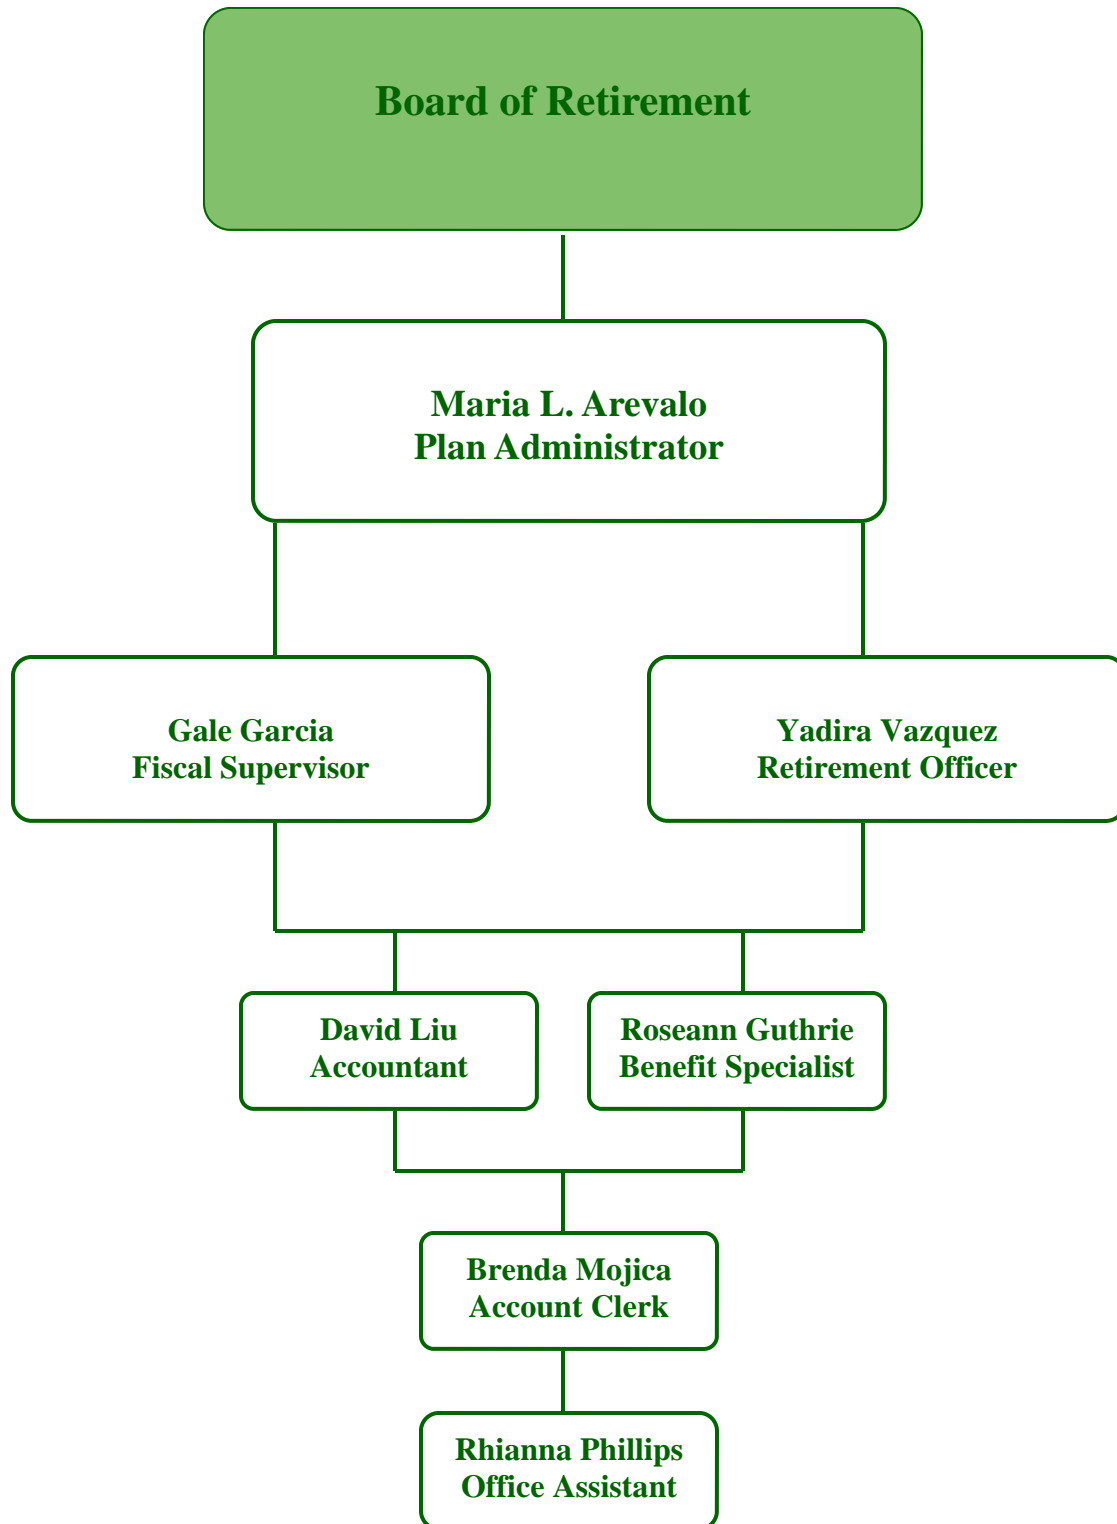 Board of Retirement
Maria L. Arevalo
Plan Administrator
Gale Garcia
Fiscal Supervisor
Yadira Vazquez
Retirement Officer
David Liu
Accountant
Roseann Guthrie
Benefit Specialist
Brenda Mojica
Account Clerk
Rhianna Phillips
Office Assistant